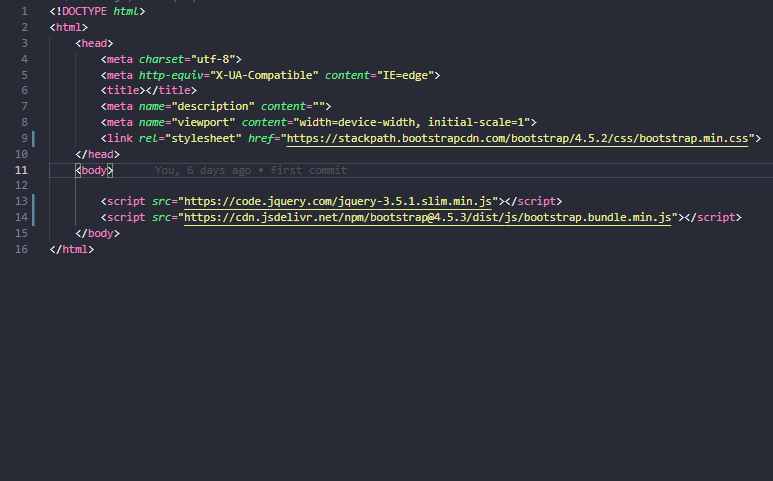 1 <!DOCTYPE html>
2 <html>
3     <head>
4         <meta charset="utf-8">
5         <meta http-equiv="X-UA-Compatible" content="IE=edge">
6         <title></title>
7         <meta name="description" content="">
8         <meta name="viewport" content="width=device-width, initial-scale=1">
9         <link rel="stylesheet" href="https://stackpath.bootstrapcdn.com/bootstrap/4.5.2/css/bootstrap.min.css">
10     </head>
11     <body> You, 6 days ago • first commit
12
13         <script src="https://code.jquery.com/jquery-3.5.1.slim.min.js"></script>
14         <script src="https://cdn.jsdelivr.net/npm/bootstrap@4.5.3/dist/js/bootstrap.bundle.min.js"></script>
15     </body>
16 </html>